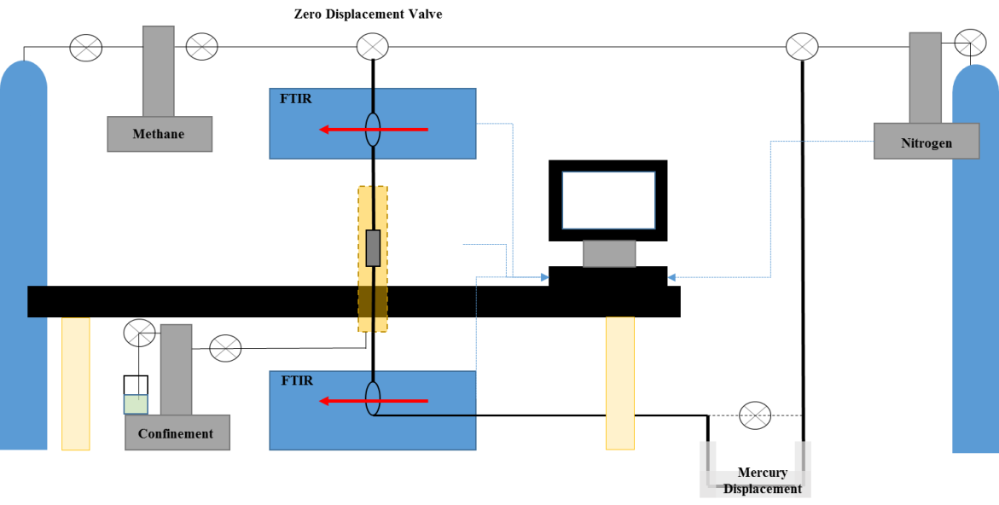 Zero Displacement Valve
FTIR
Methane
Nitrogen
FTIR
Confinement
Mercury
Displacement